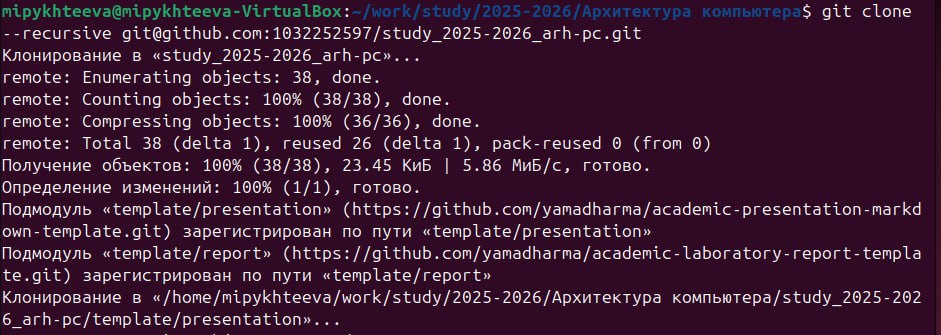 mipykhteeva@mipykhteeva-VirtualBox:~/work/study/2025-2026/Архитектура компьютера$ git clone
--recursive git@github.com:1032252597/study_2025-2026_arh-pc.git
Клонирование в «study_2025-2026_arh-pc»...
remote: Enumerating objects: 38, done.
remote: Counting objects: 100% (38/38), done.
remote: Compressing objects: 100% (36/36), done.
remote: Total 38 (delta 1), reused 26 (delta 1), pack-reused 0 (from 0)
Получение объектов: 100% (38/38), 23.45 КиБ | 5.86 МиБ/с, готово.
Определение изменений: 100% (1/1), готово.
Подмодуль «template/presentation» (https://github.com/yamadharma/academic-presentation-markd
own-template.git) зарегистрирован по пути «template/presentation»
Подмодуль «template/report» (https://github.com/yamadharma/academic-laboratory-report-templa
te.git) зарегистрирован по пути «template/report»
Клонирование в «/home/mipykhteeva/work/study/2025-2026/Архитектура компьютера/study_2025-202
6_arh-pc/template/presentation»...